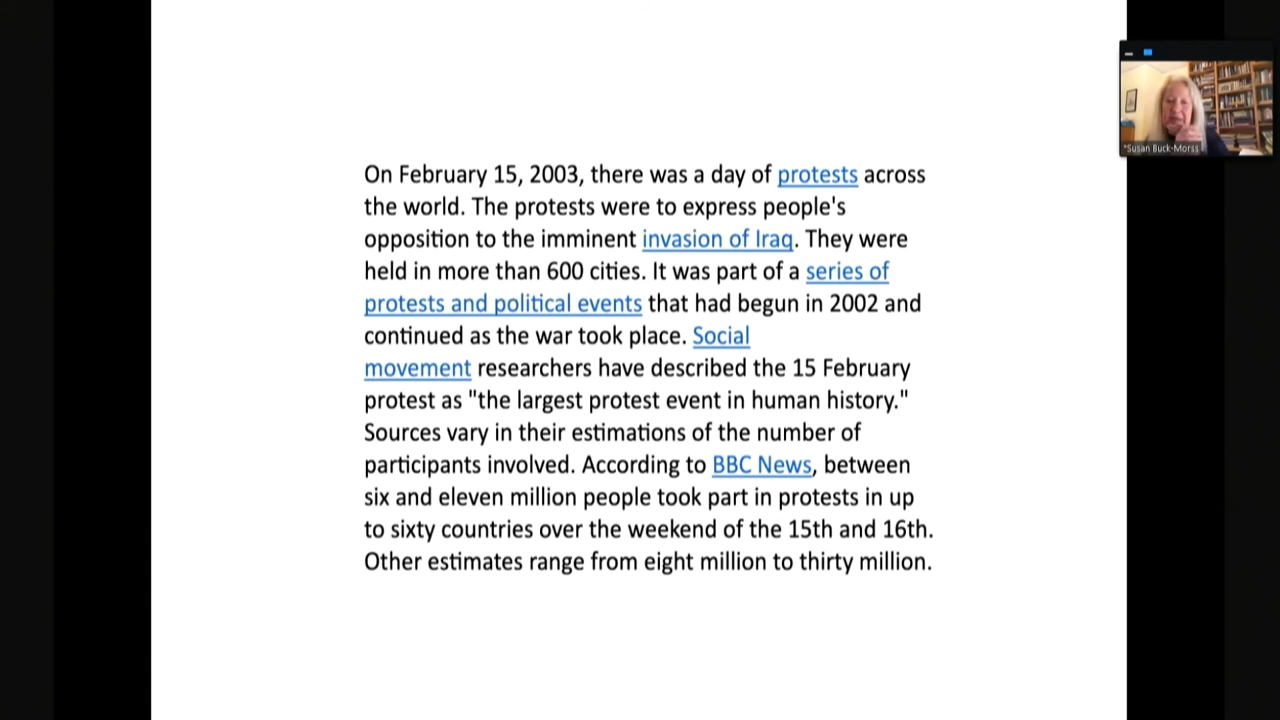 On February 15, 2003, there was a day of protests across
the world. The protests were to express people's
opposition to the imminent invasion of Iraq. They were
held in more than 600 cities. It was part of a series of
protests and political events that had begun in 2002 and
continued as the war took place. Social
movement researchers have described the 15 February
protest as "the largest protest event in human history."
Sources vary in their estimations of the number of
participants involved. According to BBC News, between
six and eleven million people took part in protests in up
to sixty countries over the weekend of the 15th and 16th.
Other estimates range from eight million to thirty million.
*Susan Buck-Morss